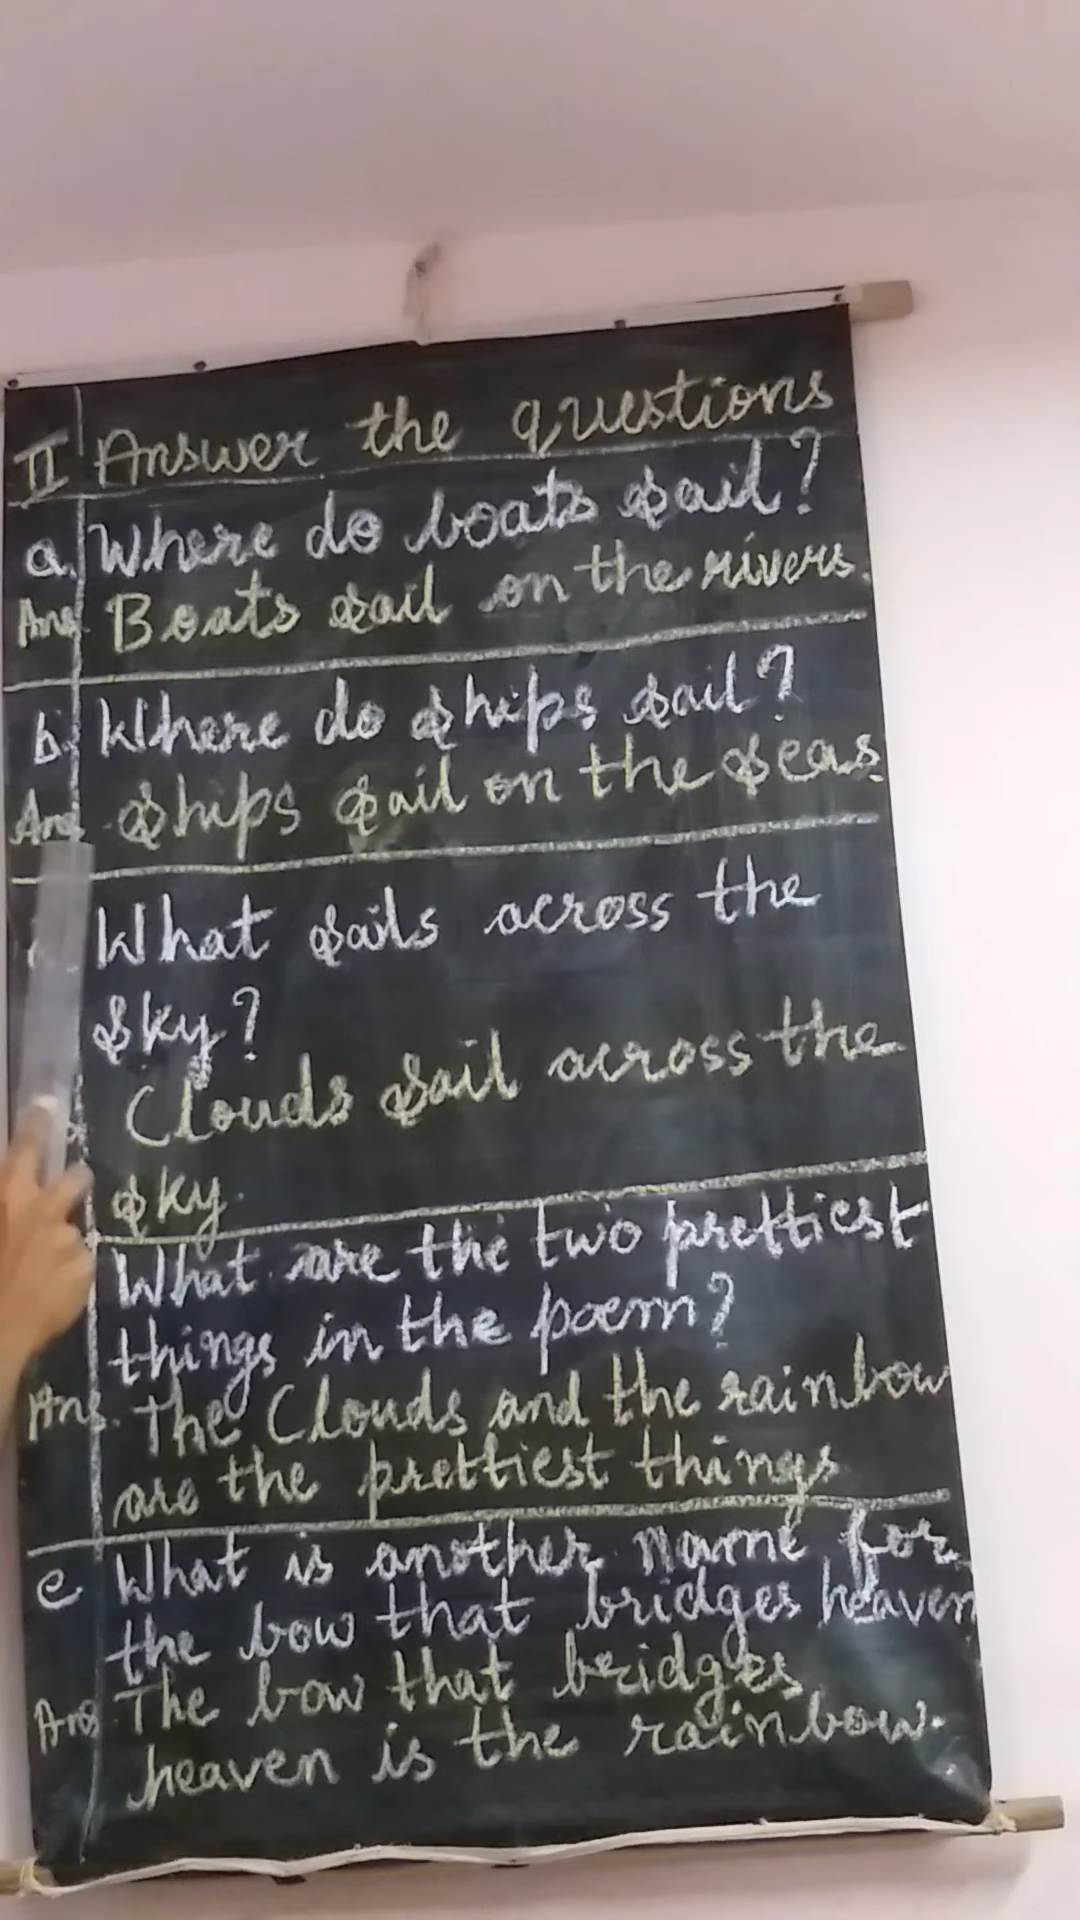 II Answer the questions
a. Where do boats sail?
Ans. Boats sail on the rivers.
b. Where do ships sail?
Ans. Ships sail on the seas.
What sails across the
sky?
Clouds sail across the
sky.
What are the two prettiest
things in the poem?
Ans. The Clouds and the rainbow
are the prettiest things
e What is another name for
the bow that bridges heaven
Ans The bow that bridges
heaven is the rainbow.